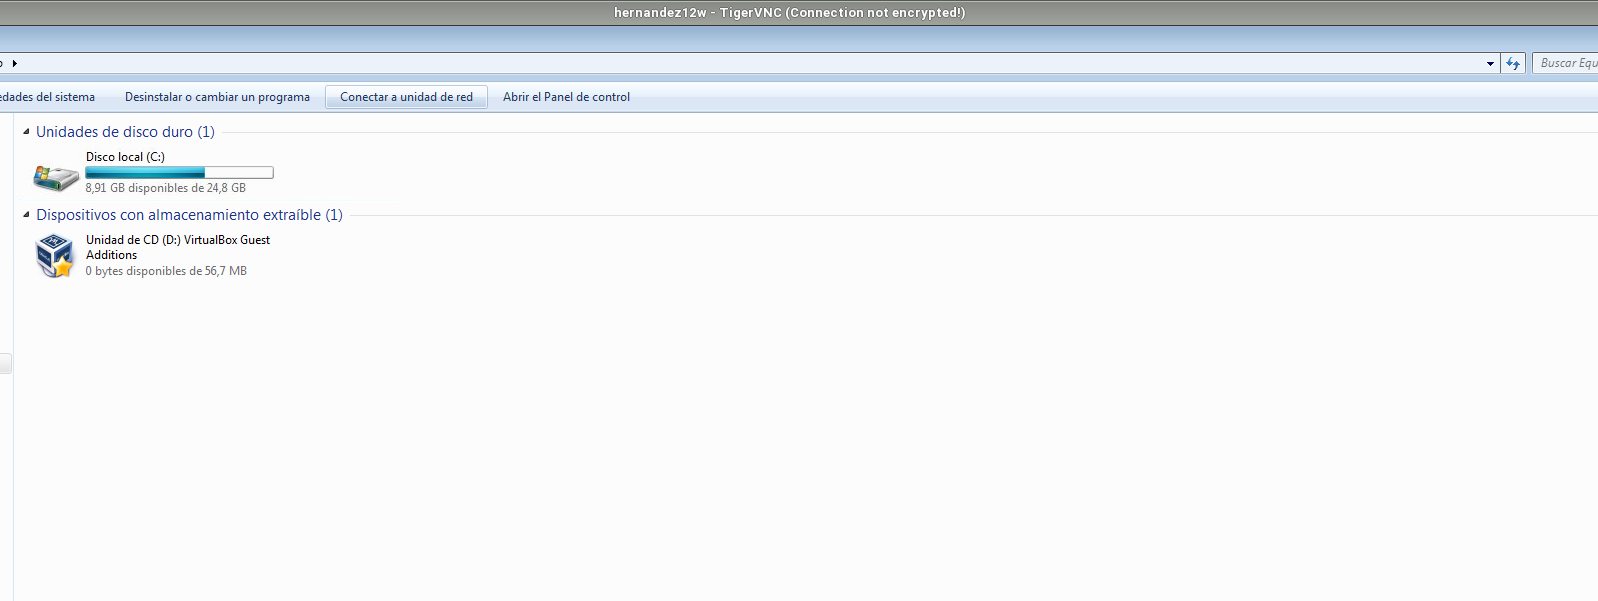 hernandez12w - TigerVNC (Connection not encrypted!)
Buscar Equ
edades del sistema
Desinstalar o cambiar un programa
Conectar a unidad de red
Abrir el Panel de control
Unidades de disco duro (1)
Disco local (C:)
8,91 GB disponibles de 24,8 GB
Dispositivos con almacenamiento extraíble (1)
Unidad de CD (D:) VirtualBox Guest
Additions
0 bytes disponibles de 56,7 MB